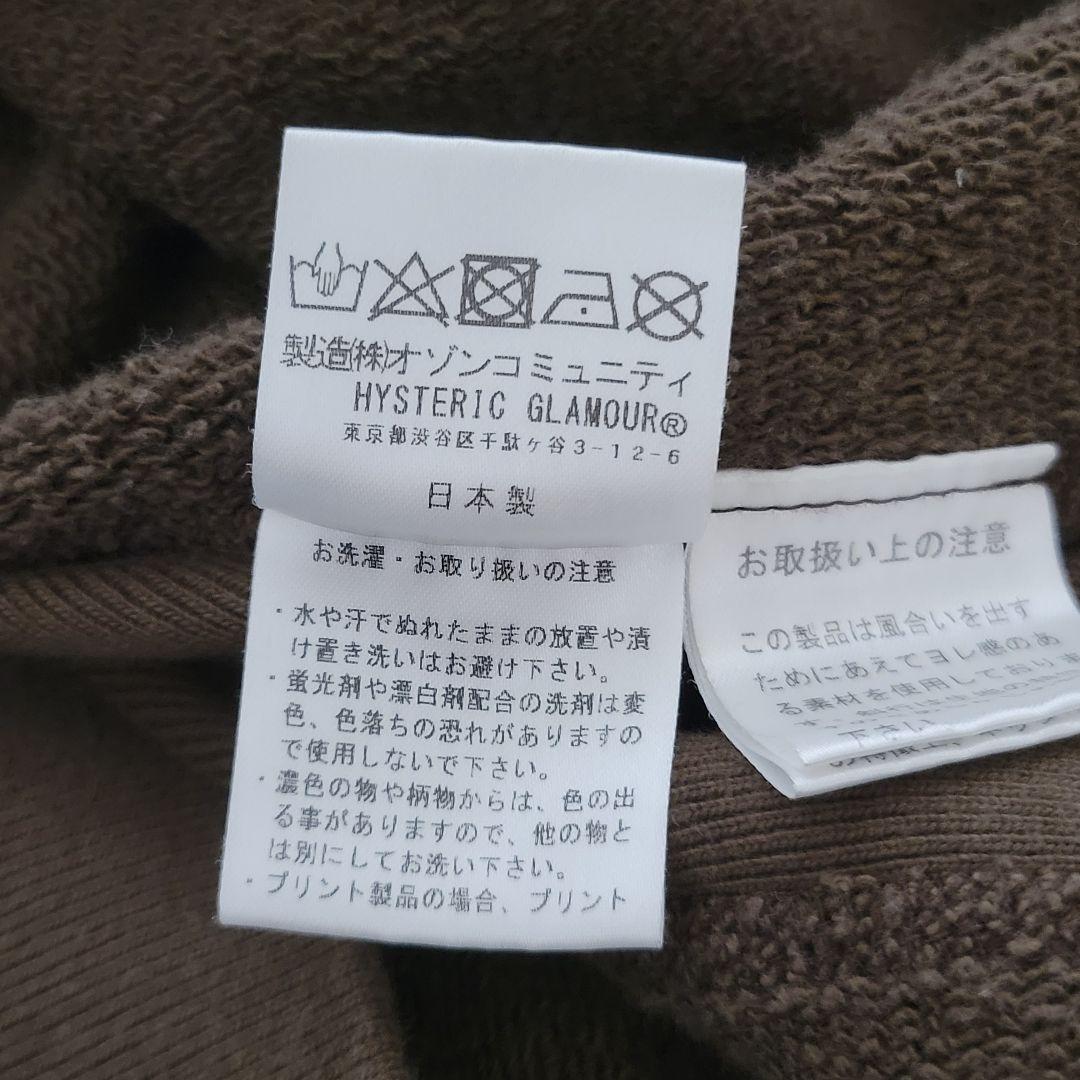 製造(株)オゾンコミュニティ
HYSTERIC GLAMOUR®
東京都渋谷区千駄ヶ谷3-12-6
日本製
お洗濯・お取り扱いの注意
・水や汗でぬれたままの放置や漬
け置き洗いはお避け下さい。
・蛍光剤や漂白剤配合の洗剤は変
色、色落ちの恐れがありますの
で使用しないで下さい。
・濃色の物や柄物からは、色の出
る事がありますので、他の物と
は別にしてお洗い下さい。
・プリント製品の場合、プリント
お取扱い上の注意
この製品は風合いを出す
ためにあえてヨレ感のあ
る素材を使用しており
下さい